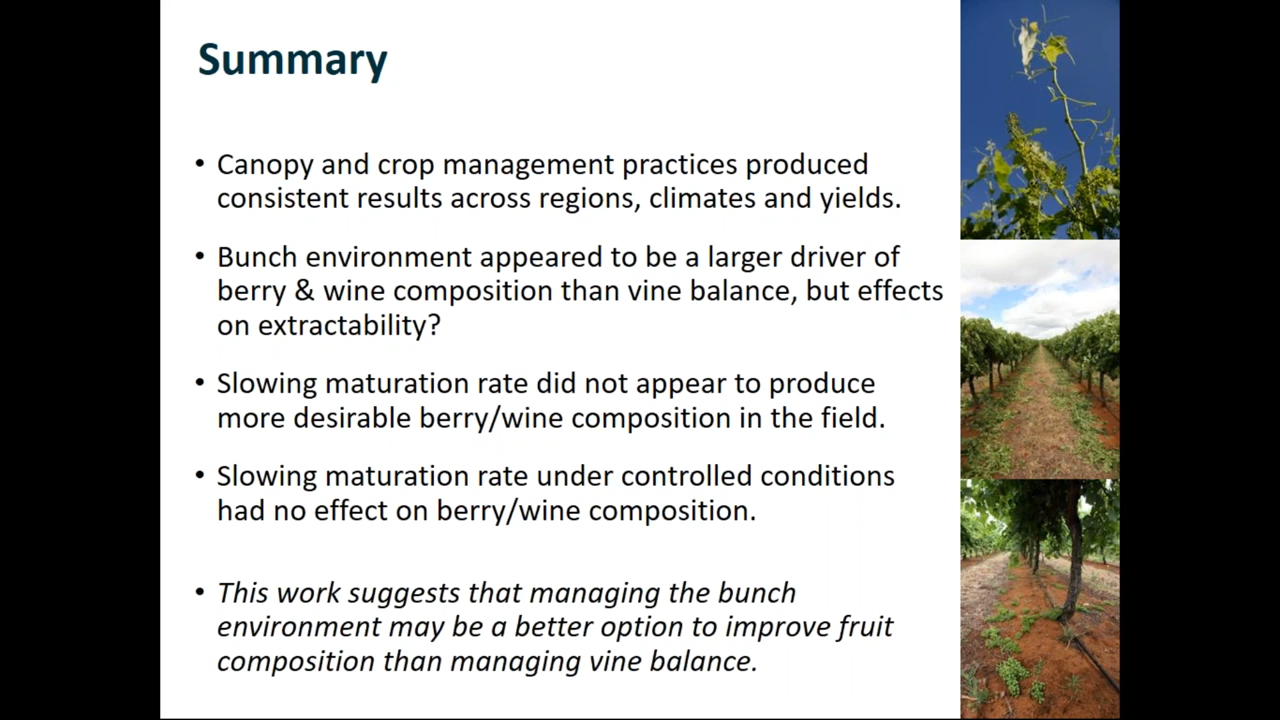 Summary
• Canopy and crop management practices produced
consistent results across regions, climates and yields.
• Bunch environment appeared to be a larger driver of
berry & wine composition than vine balance, but effects
on extractability?
• Slowing maturation rate did not appear to produce
more desirable berry/wine composition in the field.
• Slowing maturation rate under controlled conditions
had no effect on berry/wine composition.
• This work suggests that managing the bunch
environment may be a better option to improve fruit
composition than managing vine balance.